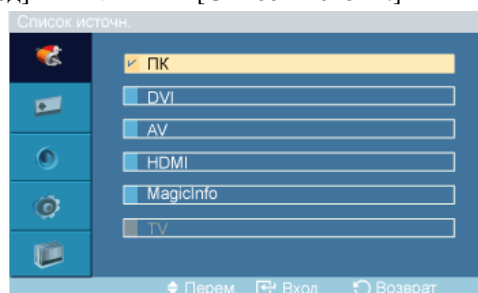 Список источн.
ПК
DVI
AV
HDMI
MagicInfo
TV
Перем. Вход Возврат